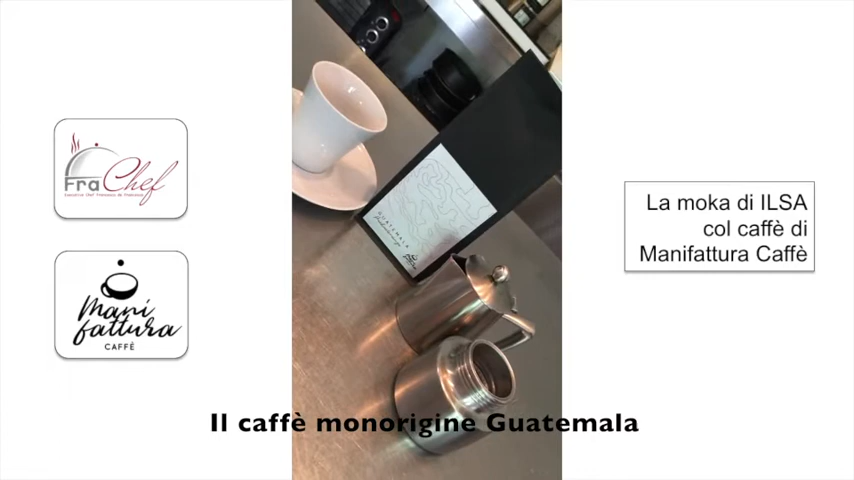 Fra Chef
Mani
fattura
CAFFÈ
GUATEMALA
La moka di ILSA
col caffè di
Manifattura Caffè
Il caffè monorigine Guatemala